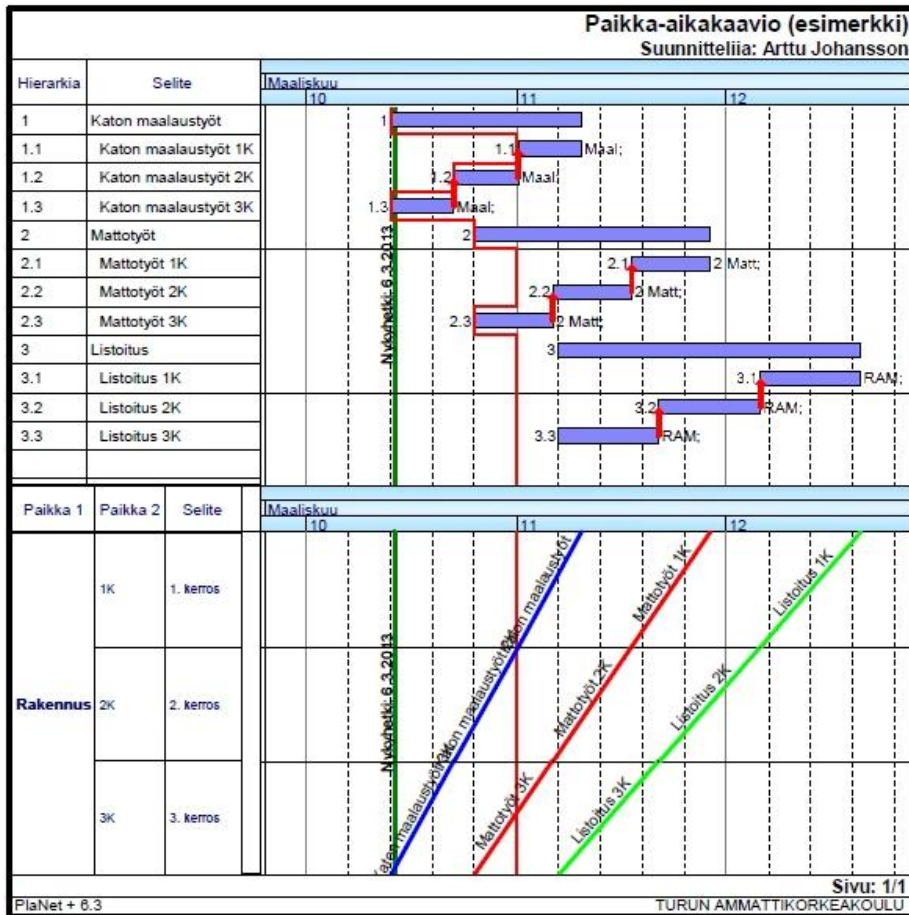 Paikka-aikakaavio (esimerkki)
Suunnittelija: Arttu Johansson
Hierarkia Selite Maaliskuu
10 11 12
1 Katon maalaustyöt 1
1.1 Katon maalaustyöt 1K 1.1 Maal;
1.2 Katon maalaustyöt 2K 1.2 Maal;
1.3 Katon maalaustyöt 3K 1.3 Maal;
2 Mattotyöt 2
2.1 Mattotyöt 1K 2.1 2 Matt;
2.2 Mattotyöt 2K 2.2 2 Matt;
2.3 Mattotyöt 3K 2.3 2 Matt;
3 Listoitus 3
3.1 Listoitus 1K 3.1 RAM;
3.2 Listoitus 2K 3.2 RAM;
3.3 Listoitus 3K 3.3 RAM;
Nykyhetki: 6.3.2013
Paikka 1 Paikka 2 Selite Maaliskuu
10 11 12
Rakennus
1K 1. kerros
2K 2. kerros
3K 3. kerros
Nykyhetki: 6.3.2013
Katon maalaustyöt
Katon maalaustyöt 2K
Katon maalaustyöt 3K
Mattotyöt 1K
Mattotyöt 2K
Mattotyöt 3K
Listoitus 1K
Listoitus 2K
Listoitus 3K
Sivu: 1/1
PlaNet + 6.3 TURUN AMMATTIKORKEAKOULU